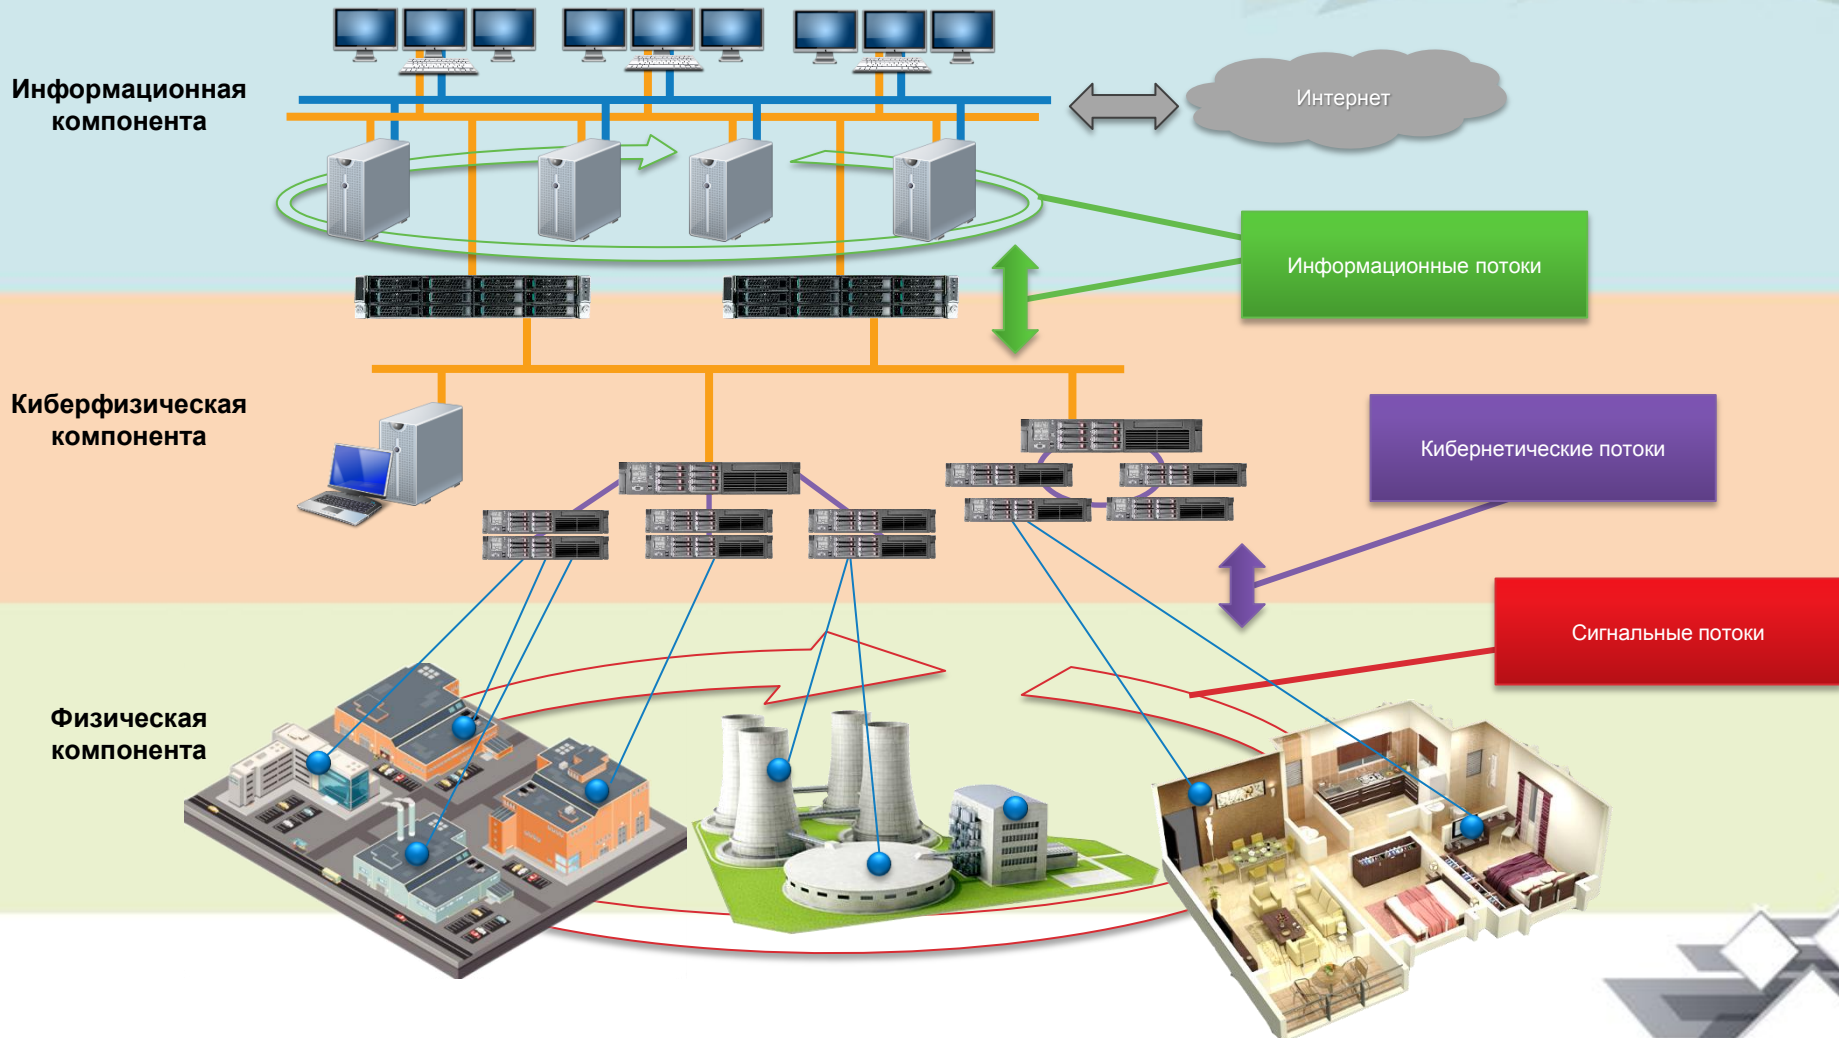 Информационная
компонента
Интернет
Информационные потоки
Киберфизическая
компонента
Кибернетические потоки
Сигнальные потоки
Физическая
компонента